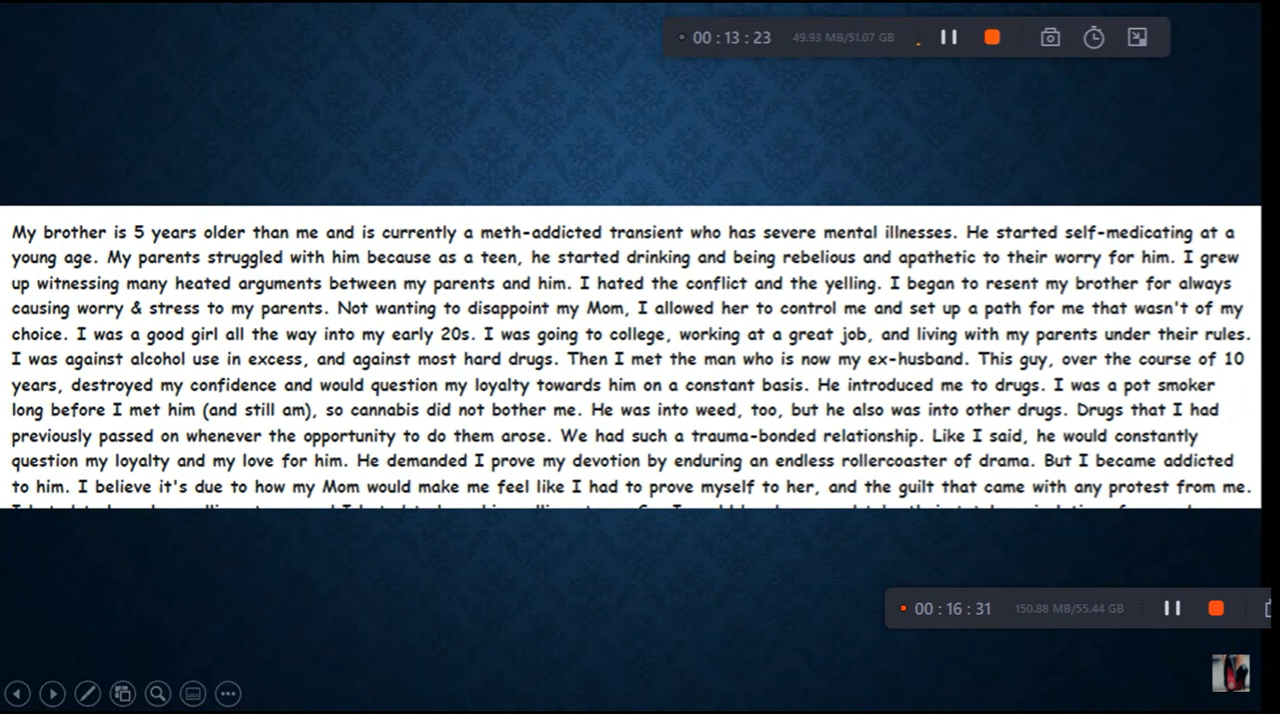 00 : 13 : 23 49.93 MB/51.07 GB
My brother is 5 years older than me and is currently a meth-addicted transient who has severe mental illnesses. He started self-medicating at a
young age. My parents struggled with him because as a teen, he started drinking and being rebelious and apathetic to their worry for him. I grew
up witnessing many heated arguments between my parents and him. I hated the conflict and the yelling. I began to resent my brother for always
causing worry & stress to my parents. Not wanting to disappoint my Mom, I allowed her to control me and set up a path for me that wasn't of my
choice. I was a good girl all the way into my early 20s. I was going to college, working at a great job, and living with my parents under their rules.
I was against alcohol use in excess, and against most hard drugs. Then I met the man who is now my ex-husband. This guy, over the course of 10
years, destroyed my confidence and would question my loyalty towards him on a constant basis. He introduced me to drugs. I was a pot smoker
long before I met him (and still am), so cannabis did not bother me. He was into weed, too, but he also was into other drugs. Drugs that I had
previously passed on whenever the opportunity to do them arose. We had such a trauma-bonded relationship. Like I said, he would constantly
question my loyalty and my love for him. He demanded I prove my devotion by enduring an endless rollercoaster of drama. But I became addicted
to him. I believe it's due to how my Mom would make me feel like I had to prove myself to her, and the guilt that came with any protest from me.
00 : 16 : 31 150.88 MB/55.44 GB